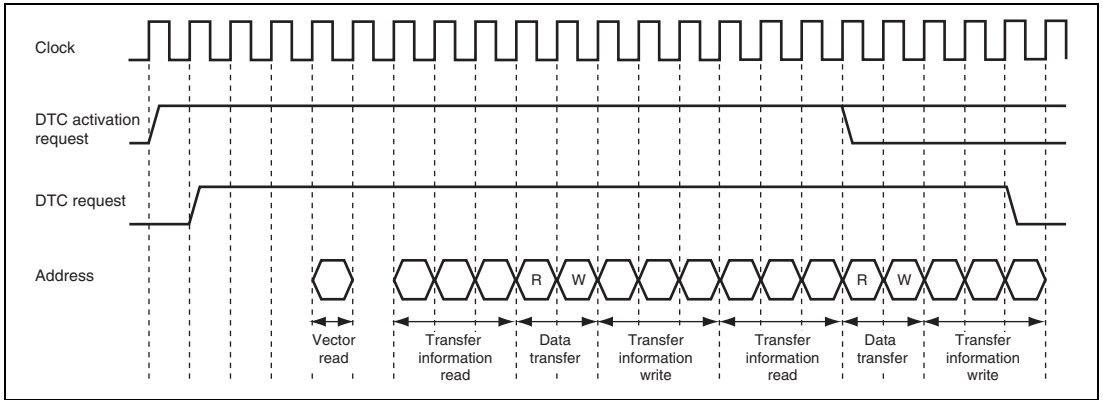 Clock
DTC activation
request
DTC request
Address
R
W
R
W
Vector
read
Transfer
information
read
Data
transfer
Transfer
information
write
Transfer
information
read
Data
transfer
Transfer
information
write